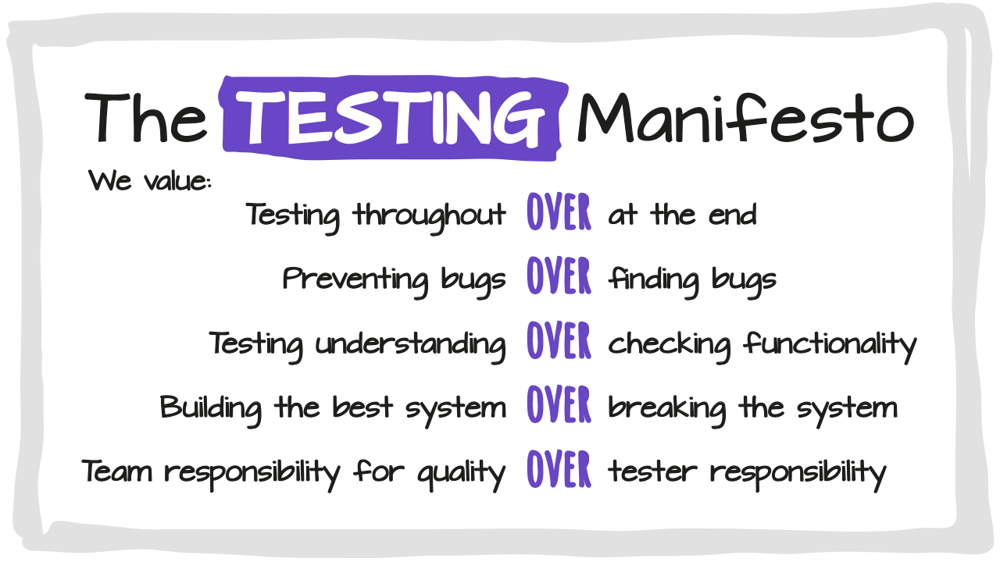 The TESTING Manifesto
We value:
Testing throughout OVER at the end
Preventing bugs OVER finding bugs
Testing understanding OVER checking functionality
Building the best system OVER breaking the system
Team responsibility for quality OVER tester responsibility